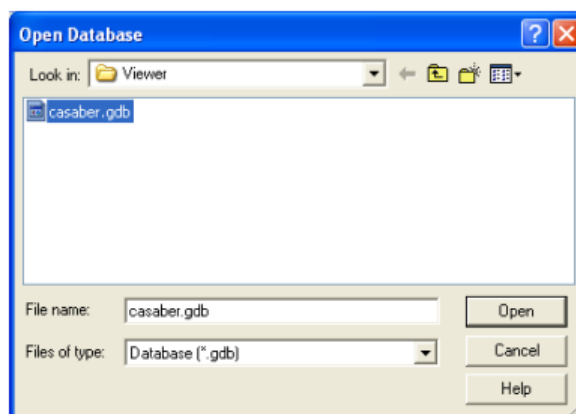 Open Database
Look in: Viewer
casaber.gdb
File name: casaber.gdb Open
Files of type: Database (*.gdb) Cancel
Help